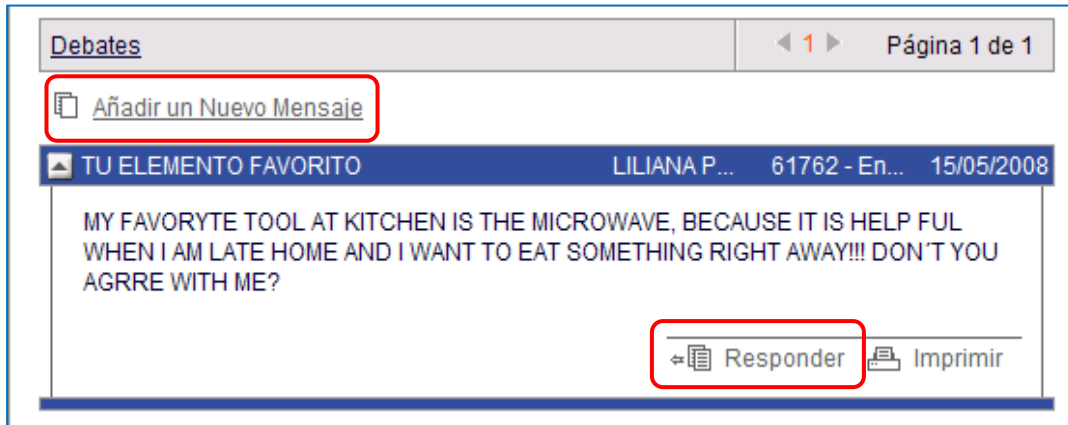 Debates 1 Página 1 de 1
Añadir un Nuevo Mensaje
TU ELEMENTO FAVORITO LILIANA P... 61762 - En... 15/05/2008
MY FAVORYTE TOOL AT KITCHEN IS THE MICROWAVE, BECAUSE IT IS HELP FUL
WHEN I AM LATE HOME AND I WANT TO EAT SOMETHING RIGHT AWAY!!! DON´T YOU
AGRRE WITH ME?
Responder Imprimir